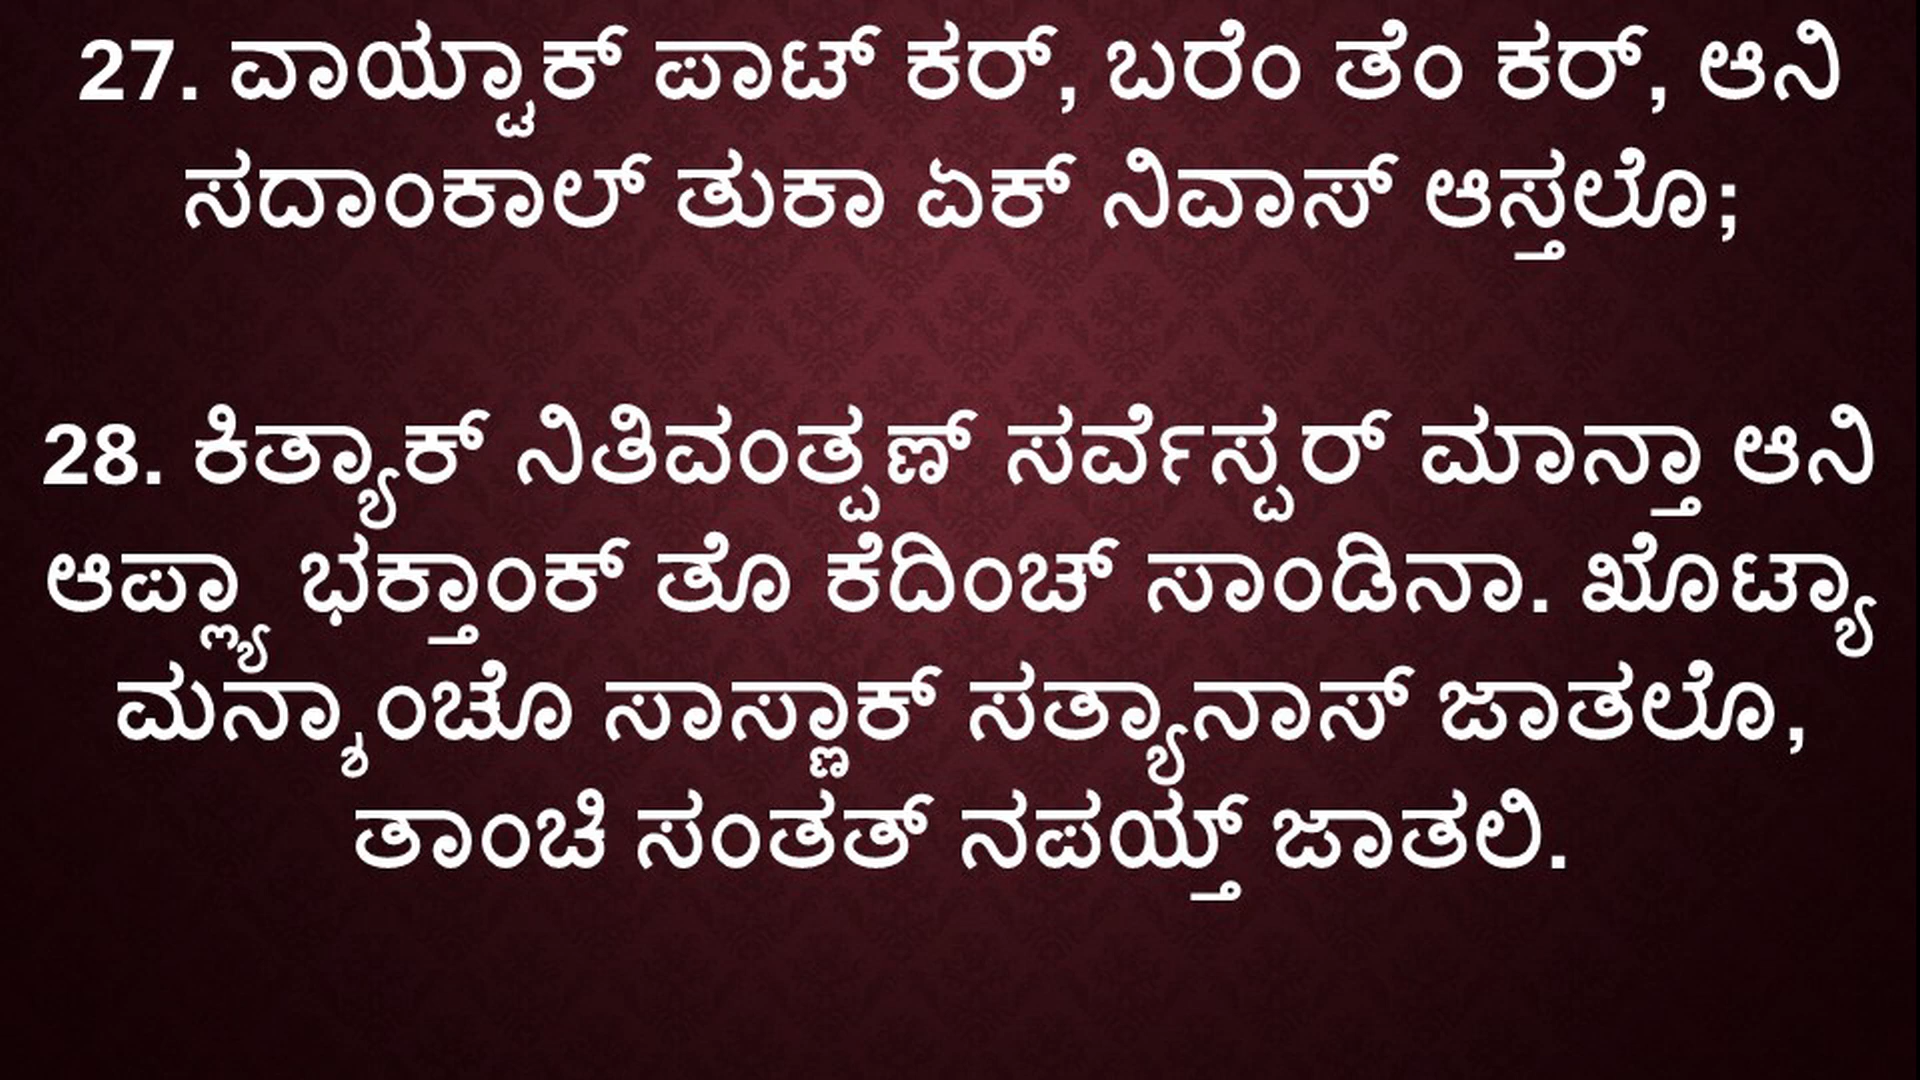 27. ವಾಯ್ಟಾಕ್ ಪಾಟ್ ಕರ್, ಬರೆಂ ತೆಂ ಕರ್, ಆನಿ
ಸದಾಂಕಾಲ್ ತುಕಾ ಏಕ್ ನಿವಾಸ್ ಆಸ್ತಲೊ;
28. ಕಿತ್ಯಾಕ್ ನಿತಿವಂತ್ಪಣ್ ಸರ್ವೆಸ್ಪರ್ ಮಾನ್ತಾ ಆನಿ
ಆಪ್ಲ್ಯಾ ಭಕ್ತಾಂಕ್ ತೊ ಕೆದಿಂಚ್ ಸಾಂಡಿನಾ. ಖೊಟ್ಯಾ
ಮನ್ಶಾಂಚೊ ಸಾಸ್ಣಾಕ್ ಸತ್ಯಾನಾಸ್ ಜಾತಲೊ,
ತಾಂಚಿ ಸಂತತ್ ನಪಯ್ತ್ ಜಾತಲಿ.